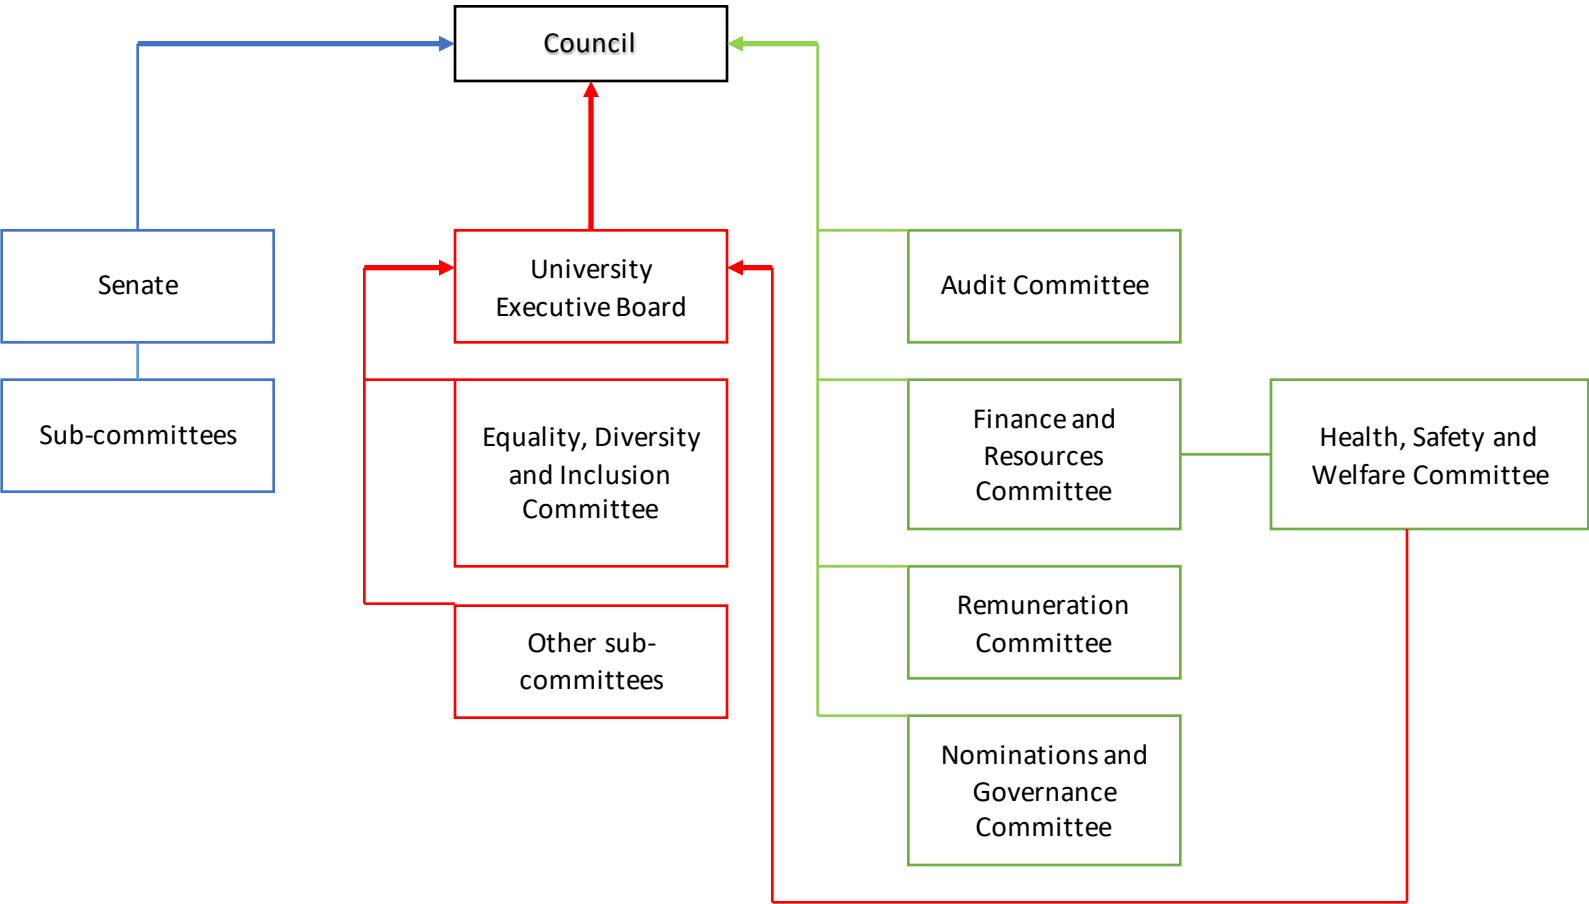 Council
Senate
University
Executive Board
Audit Committee
Sub-committees
Equality, Diversity
and Inclusion
Committee
Finance and
Resources
Committee
Health, Safety and
Welfare Committee
Other sub-
committees
Remuneration
Committee
Nominations and
Governance
Committee